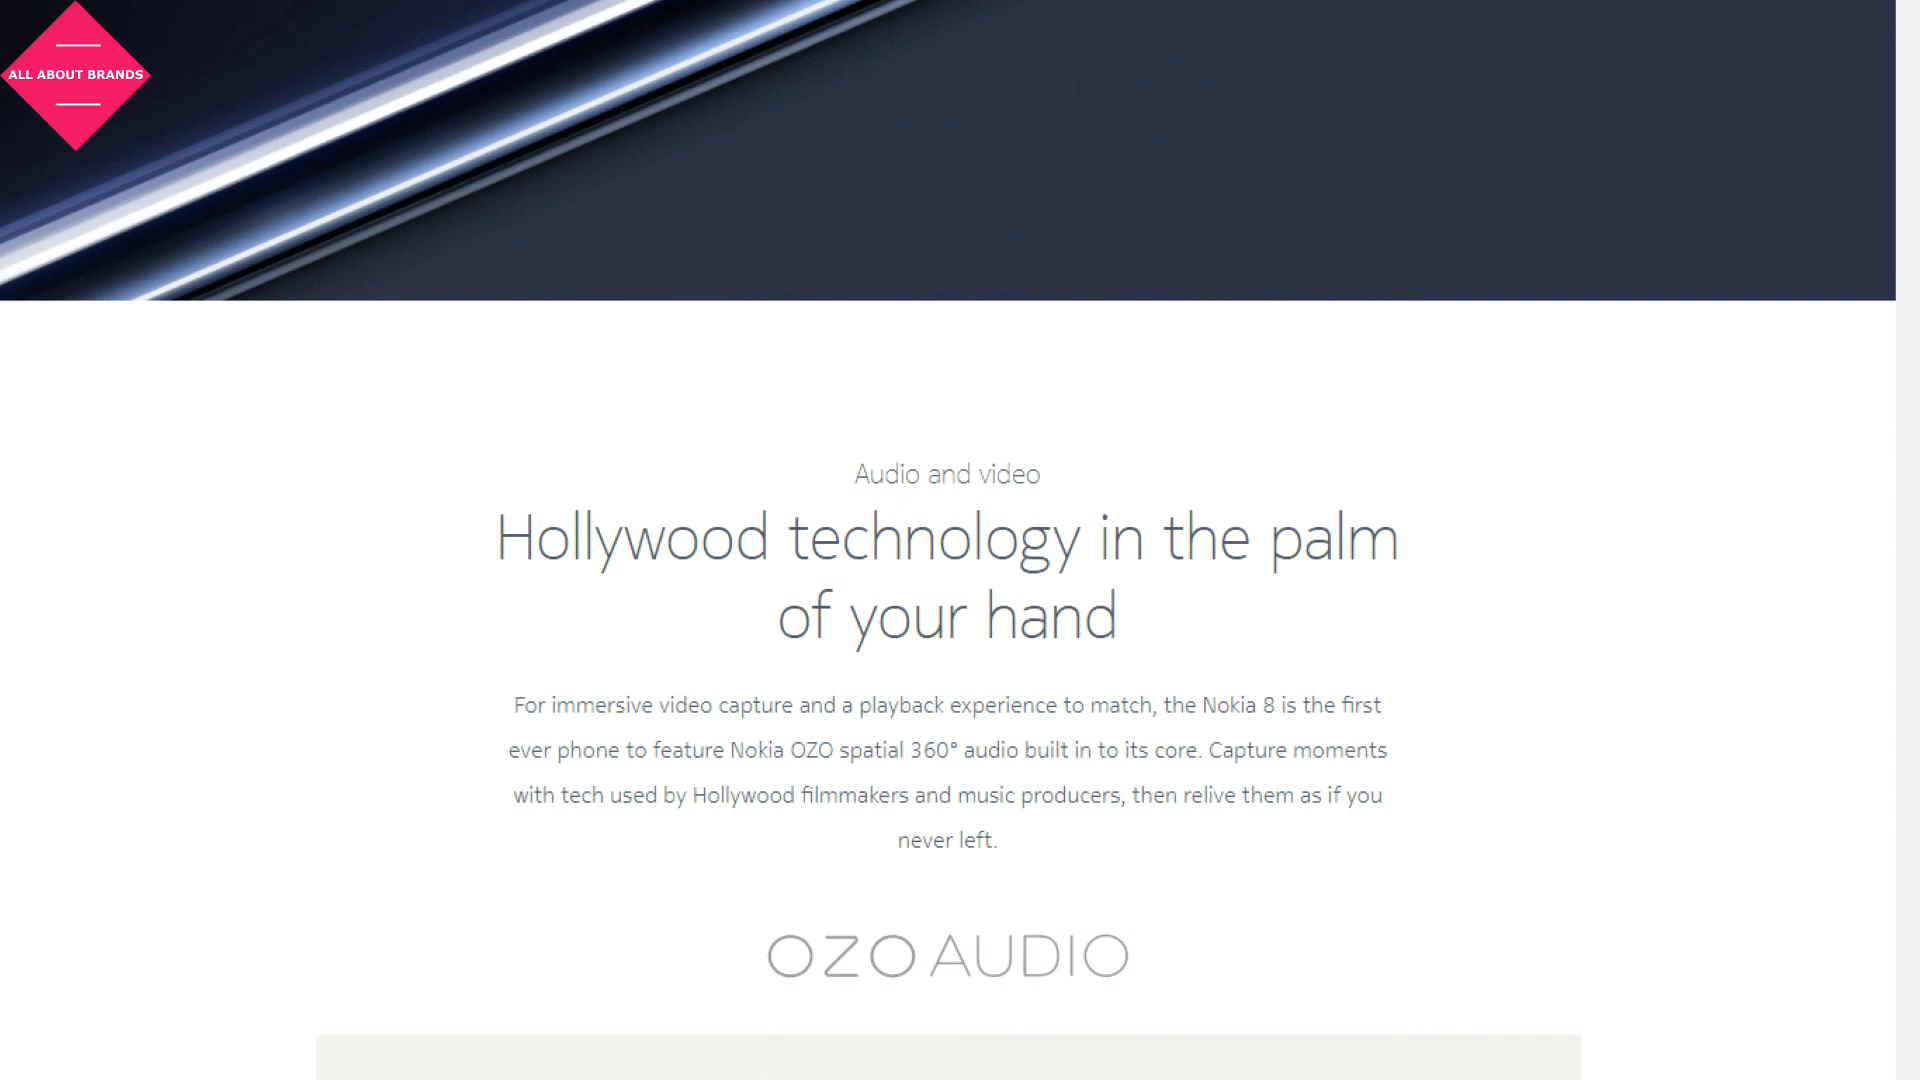 ALL ABOUT BRANDS
Audio and video
Hollywood technology in the palm
of your hand
For immersive video capture and a playback experience to match, the Nokia 8 is the first
ever phone to feature Nokia OZO spatial 360° audio built in to its core. Capture moments
with tech used by Hollywood filmmakers and music producers, then relive them as if you
never left.
OZO AUDIO